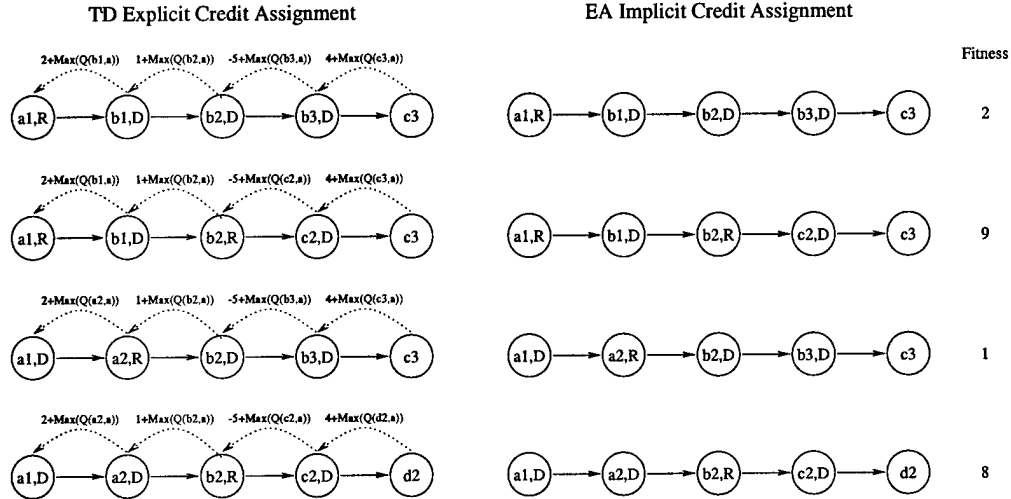 TD Explicit Credit Assignment EA Implicit Credit Assignment
Fitness
2+Max(Q(b1,a)) 1+Max(Q(b2,a)) -5+Max(Q(b3,a)) 4+Max(Q(c3,a))
a1,R b1,D b2,D b3,D c3 a1,R b1,D b2,D b3,D c3 2
2+Max(Q(b1,a)) 1+Max(Q(b2,a)) -5+Max(Q(c2,a)) 4+Max(Q(c3,a))
a1,R b1,D b2,R c2,D c3 a1,R b1,D b2,R c2,D c3 9
2+Max(Q(a2,a)) 1+Max(Q(b2,a)) -5+Max(Q(b3,a)) 4+Max(Q(c3,a))
a1,D a2,R b2,D b3,D c3 a1,D a2,R b2,D b3,D c3 1
2+Max(Q(a2,a)) 1+Max(Q(b2,a)) -5+Max(Q(c2,a)) 4+Max(Q(d2,a))
a1,D a2,D b2,R c2,D d2 a1,D a2,D b2,R c2,D d2 8